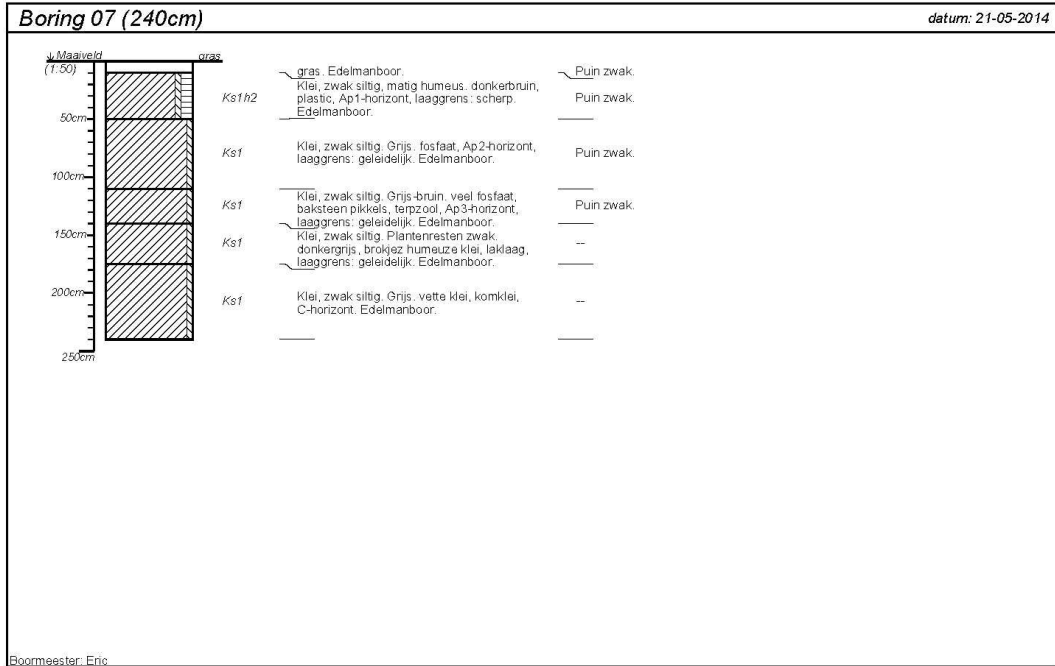 Boring 07 (240cm)
datum: 21-05-2014
Maaiveld
gras
(1:50)
gras. Edelmanboor.
Puin zwak.
Ks1h2
Klei, zwak siltig, matig humeus. donkerbruin,
plastic, Ap1-horizont, laaggrens: scherp.
Edelmanboor.
Puin zwak.
50cm
Ks1
Klei, zwak siltig. Grijs. fosfaat, Ap2-horizont,
laaggrens: geleidelijk. Edelmanboor.
Puin zwak.
100cm
Ks1
Klei, zwak siltig. Grijs-bruin. veel fosfaat,
baksteen pikkels, terpzool, Ap3-horizont,
laaggrens: geleidelijk. Edelmanboor.
Puin zwak.
150cm
Ks1
Klei, zwak siltig. Plantenresten zwak.
donkergrijs, brokjez humeuze klei, laklaag,
laaggrens: geleidelijk. Edelmanboor.
--
200cm
Ks1
Klei, zwak siltig. Grijs. vette klei, komklei,
C-horizont. Edelmanboor.
--
250cm
Boormeester: Eric